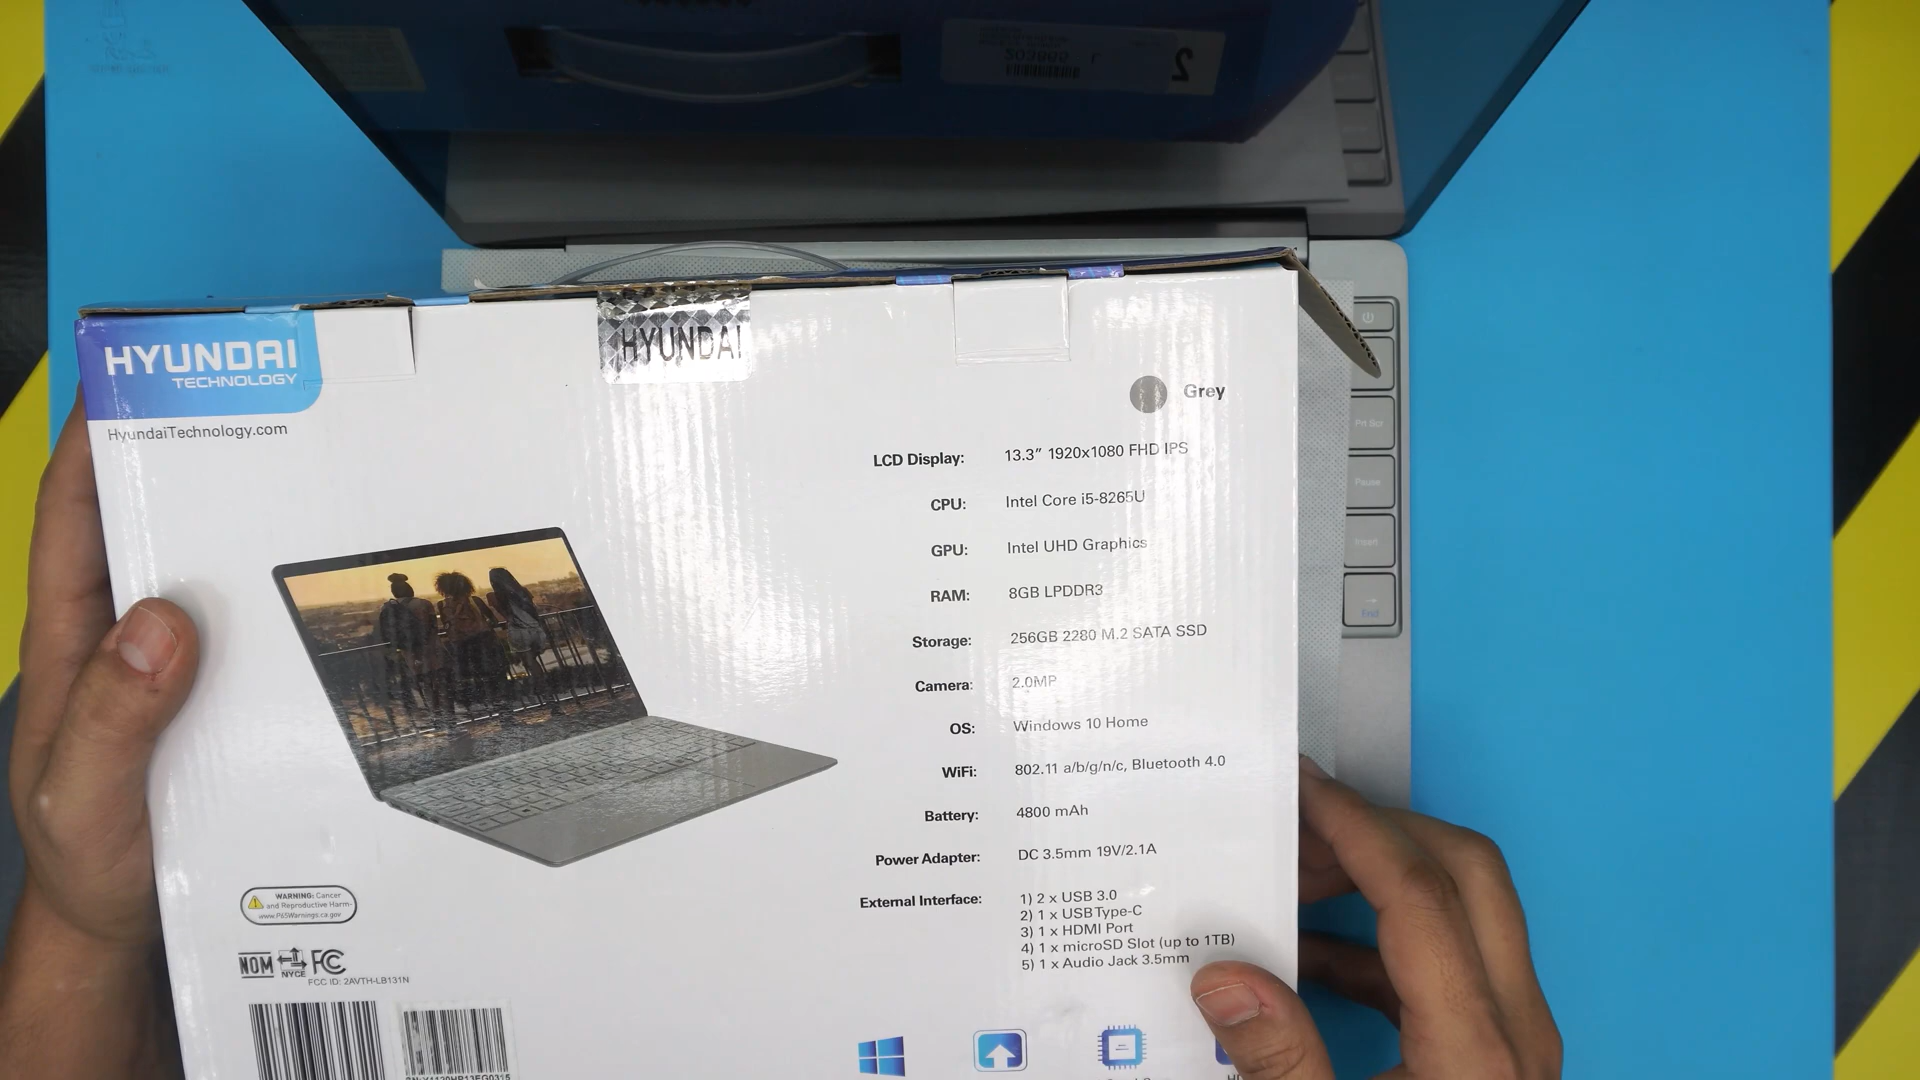 HYUNDAI
TECHNOLOGY
HyundaiTechnology.com
HYUNDAI
Grey
LCD Display: 13.3” 1920x1080 FHD IPS
CPU: Intel Core i5-8265U
GPU: Intel UHD Graphics
RAM: 8GB LPDDR3
Storage: 256GB 2280 M.2 SATA SSD
Camera: 2.0MP
OS: Windows 10 Home
WiFi: 802.11 a/b/g/n/c, Bluetooth 4.0
Battery: 4800 mAh
Power Adapter: DC 3.5mm 19V/2.1A
External Interface: 1) 2 x USB 3.0
2) 1 x USB Type-C
3) 1 x HDMI Port
4) 1 x microSD Slot (up to 1TB)
5) 1 x Audio Jack 3.5mm
WARNING: Cancer
and Reproductive Harm-
www.P65Warnings.ca.gov
NOM NYCE FC
FCC ID: 2AVTH-LB131N
Prt Scr
Pause
Insert
End